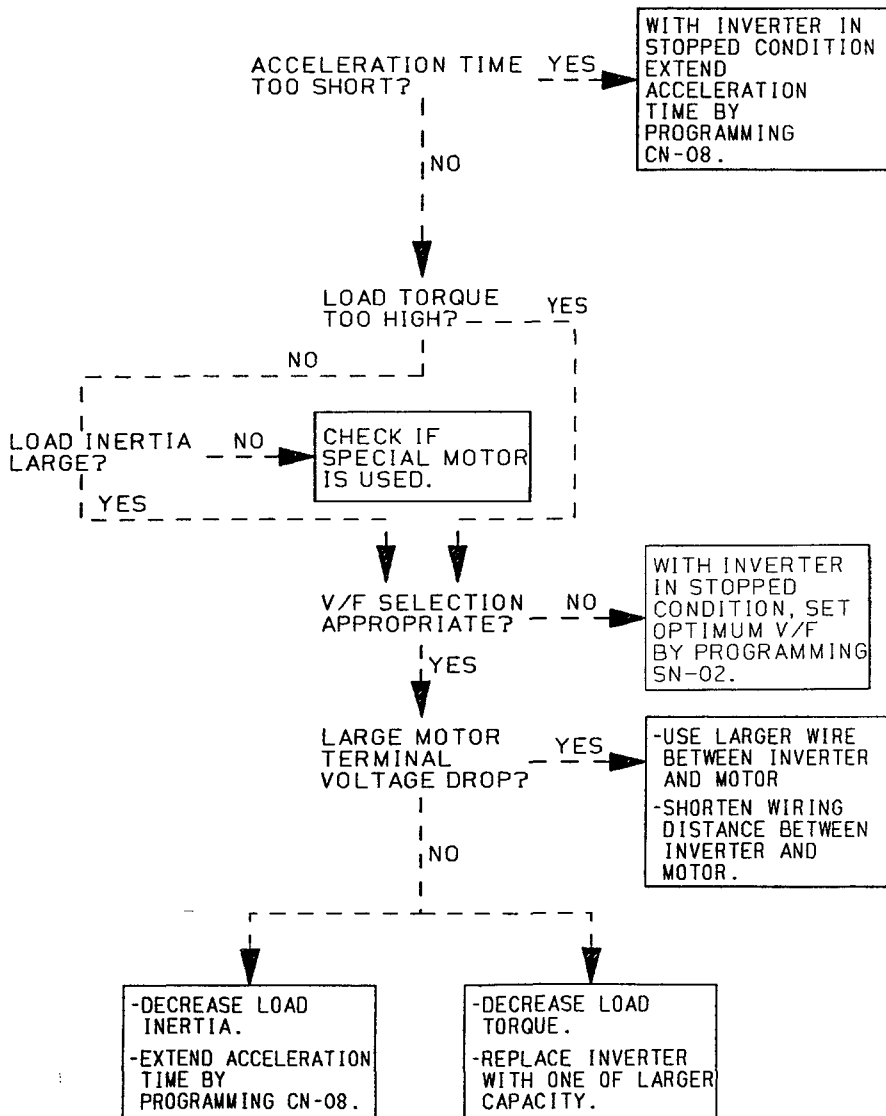 WITH INVERTER IN
STOPPED CONDITION
EXTEND
ACCELERATION
TIME BY
PROGRAMMING
CN-08.
ACCELERATION TIME
TOO SHORT?
YES
NO
LOAD TORQUE
TOO HIGH?
YES
NO
LOAD INERTIA
LARGE?
NO
CHECK IF
SPECIAL MOTOR
IS USED.
YES
V/F SELECTION
APPROPRIATE?
NO
WITH INVERTER
IN STOPPED
CONDITION, SET
OPTIMUM V/F
BY PROGRAMMING
SN-02.
YES
LARGE MOTOR
TERMINAL
VOLTAGE DROP?
YES
-USE LARGER WIRE
BETWEEN INVERTER
AND MOTOR
-SHORTEN WIRING
DISTANCE BETWEEN
INVERTER AND
MOTOR.
NO
-DECREASE LOAD
INERTIA.
-EXTEND ACCELERATION
TIME BY
PROGRAMMING CN-08.
-DECREASE LOAD
TORQUE.
-REPLACE INVERTER
WITH ONE OF LARGER
CAPACITY.